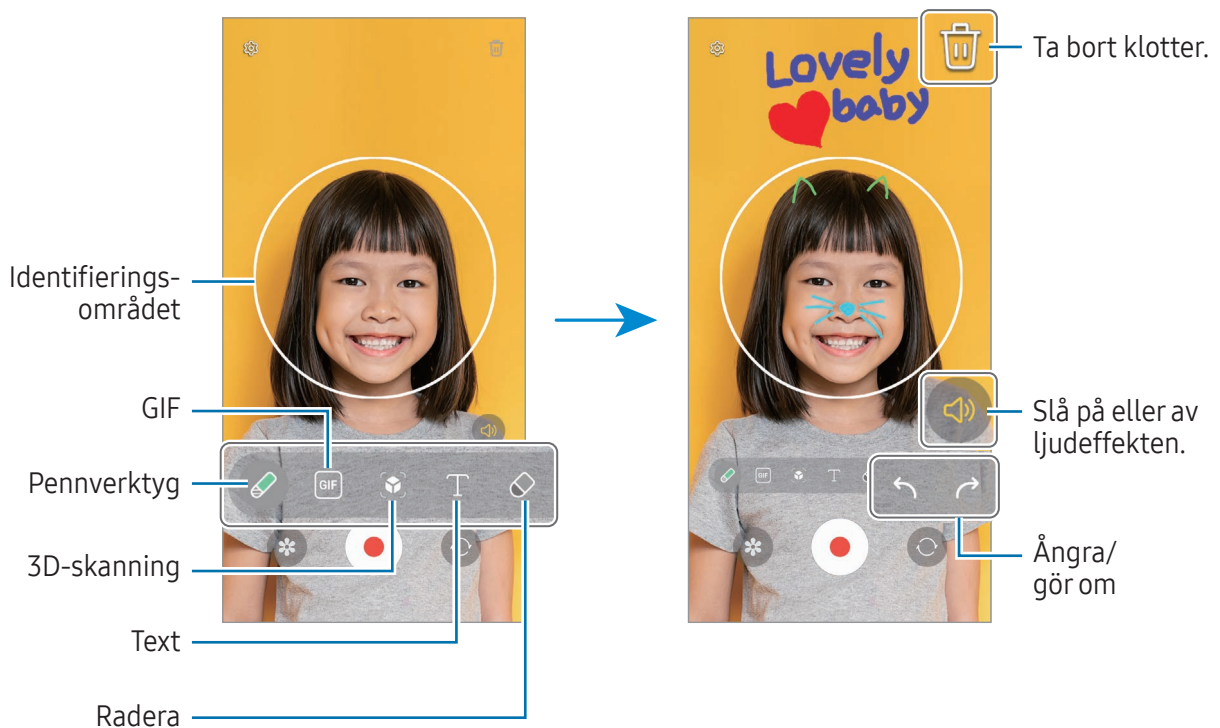 Lovely
baby
Ta bort klotter.
Identifierings-
området
GIF
Pennverktyg
3D-skanning
Text
Radera
GIF
T
GIF
T
Slå på eller av
ljudeffekten.
Ångra/
gör om